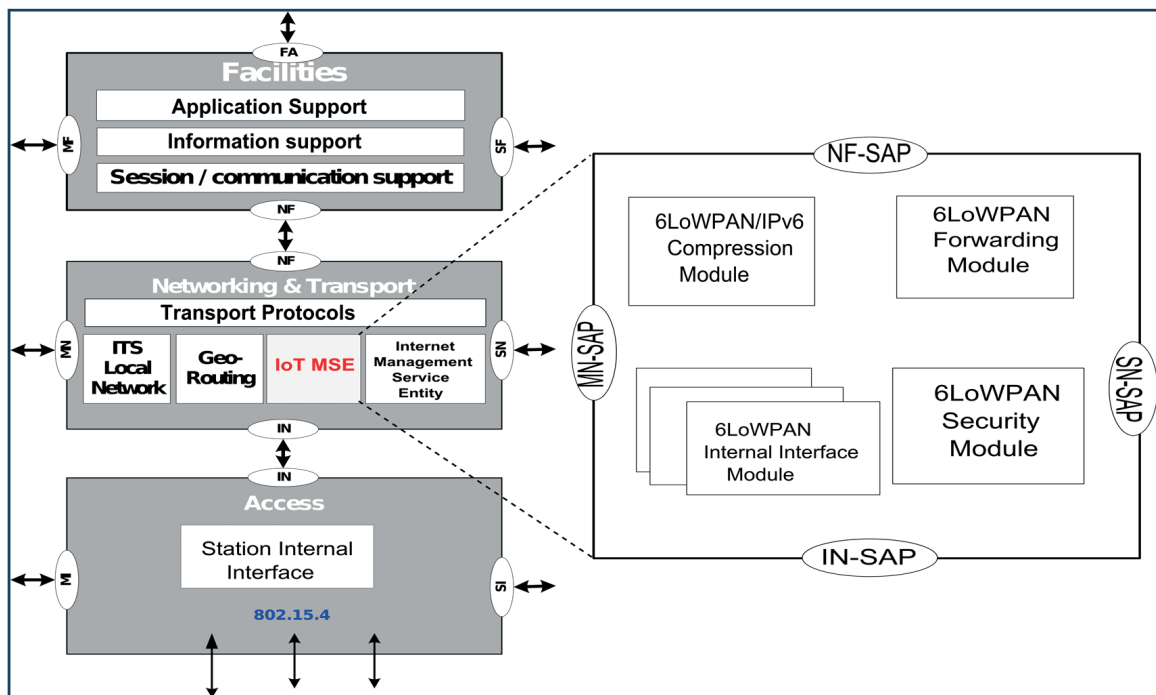 FA
Facilities
Application Support
Information support
Session / communication support
MF
SF
NF
NF
Networking & Transport
Transport Protocols
ITS
Local
Network
Geo-
Routing
IoT MSE
Internet
Management
Service
Entity
MN
SN
IN
IN
Access
Station Internal
Interface
802.15.4
MI
SI
NF-SAP
6LoWPAN/IPv6
Compression
Module
6LoWPAN
Forwarding
Module
MN-SAP
SN-SAP
6LoWPAN
Internal Interface
Module
6LoWPAN
Security
Module
IN-SAP